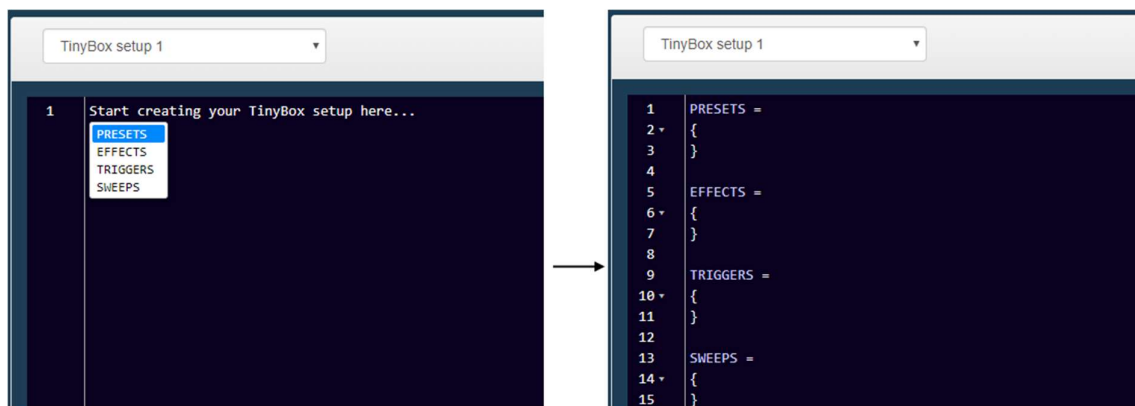 TinyBox setup 1
1 Start creating your TinyBox setup here...
PRESETS
EFFECTS
TRIGGERS
SWEEPS
TinyBox setup 1
1 PRESETS =
2 {
3 }
4
5 EFFECTS =
6 {
7 }
8
9 TRIGGERS =
10 {
11 }
12
13 SWEEPS =
14 {
15 }